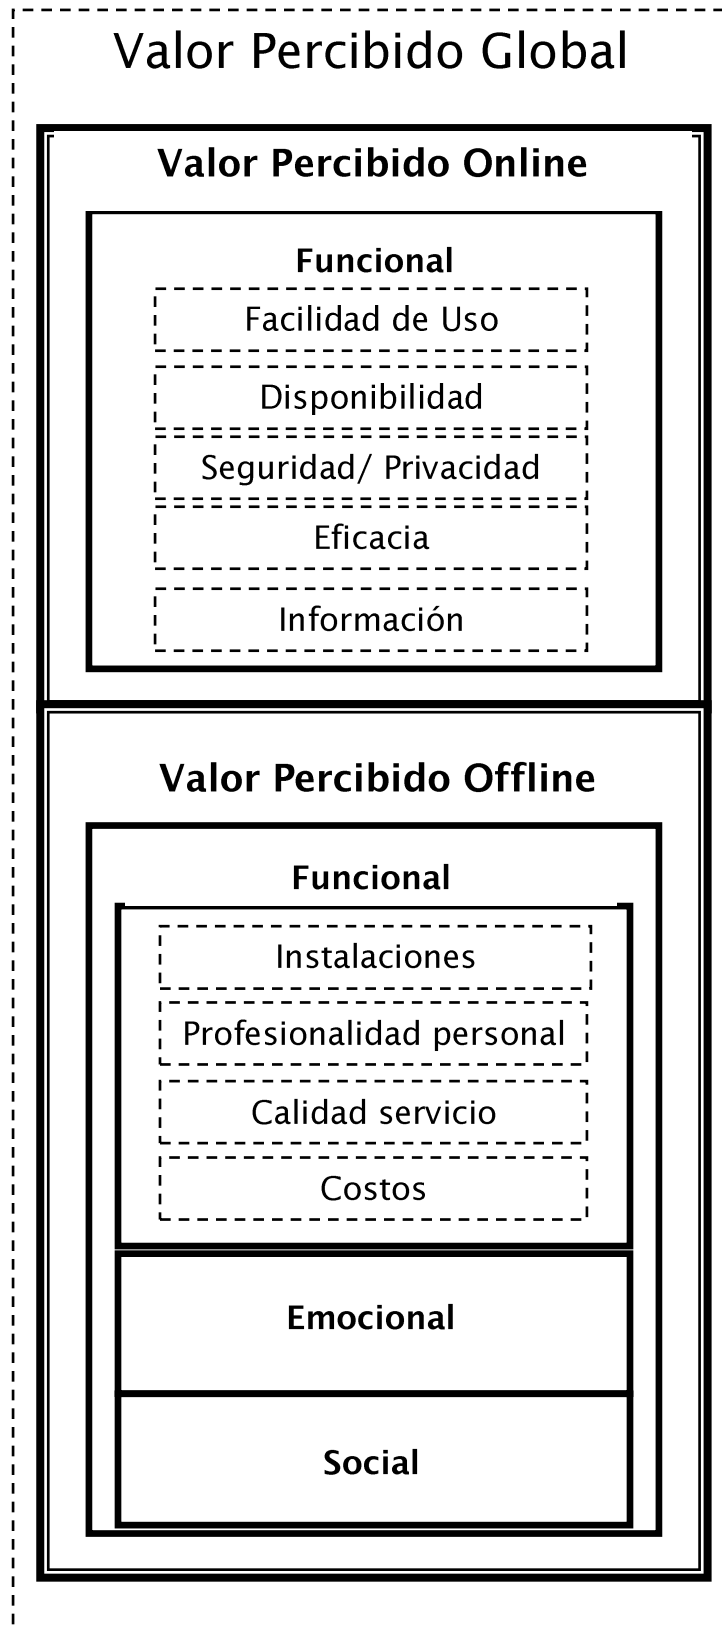 Valor Percibido Global
Valor Percibido Online
Funcional
Facilidad de Uso
Disponibilidad
Seguridad/ Privacidad
Eficacia
Información
Valor Percibido Offline
Funcional
Instalaciones
Profesionalidad personal
Calidad servicio
Costos
Emocional
Social